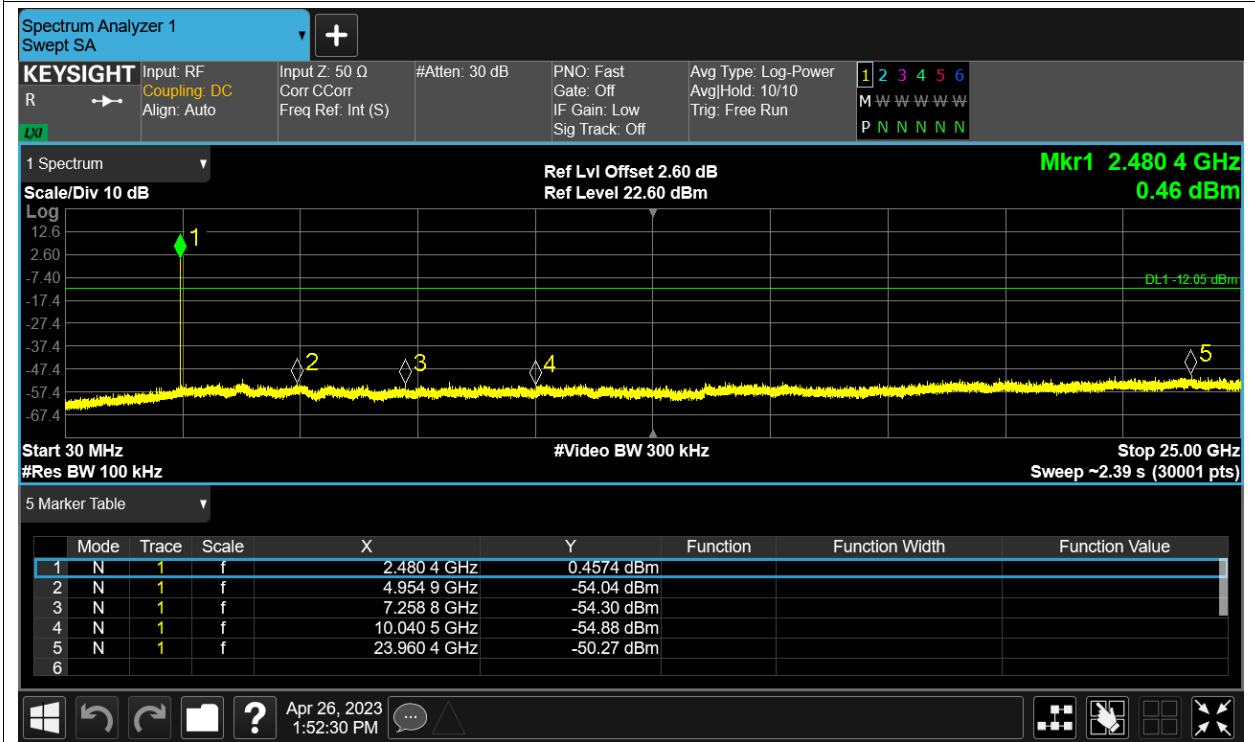 Spectrum Analyzer 1
Swept SA
KEYSIGHT Input: RF Input Z: 50 Ω #Atten: 30 dB PNO: Fast Avg Type: Log-Power 1 2 3 4 5 6
R Coupling: DC Corr CCorr Gate: Off Avg|Hold: 10/10 M W W W W W
Align: Auto Freq Ref: Int (S) IF Gain: Low Trig: Free Run
LXI Sig Track: Off P N N N N N
1 Spectrum Ref Lvl Offset 2.60 dB Mkr1 2.480 4 GHz
Scale/Div 10 dB Ref Level 22.60 dBm 0.46 dBm
Log
12.6 1
2.60
-7.40 DL1 -12.05 dBm
-17.4
-27.4
-37.4
-47.4 2 3 4 5
-57.4
-67.4
Start 30 MHz #Video BW 300 kHz Stop 25.00 GHz
#Res BW 100 kHz Sweep ~2.39 s (30001 pts)
5 Marker Table
Mode Trace Scale X Y Function Function Width Function Value
1 N 1 f 2.480 4 GHz 0.4574 dBm
2 N 1 f 4.954 9 GHz -54.04 dBm
3 N 1 f 7.258 8 GHz -54.30 dBm
4 N 1 f 10.040 5 GHz -54.88 dBm
5 N 1 f 23.960 4 GHz -50.27 dBm
6
? Apr 26, 2023
1:52:30 PM